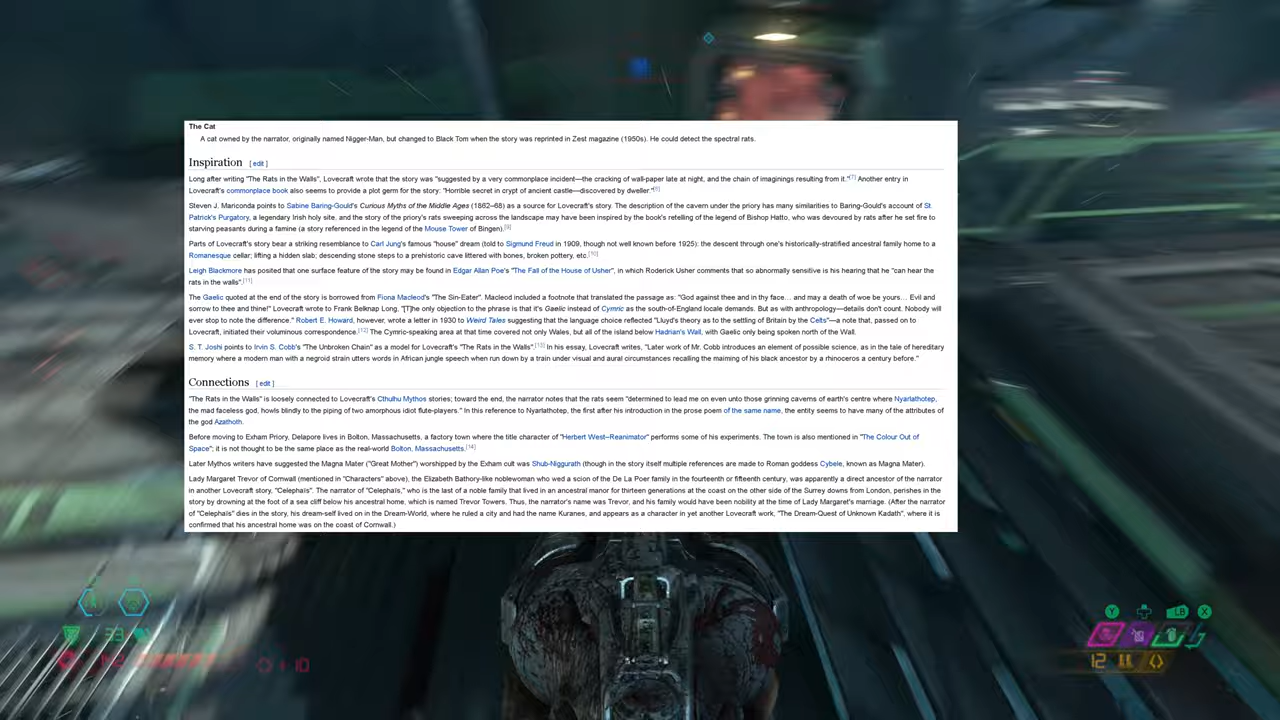 The Cat
A cat owned by the narrator, originally named Nigger-Man, but changed to Black Tom when the story was reprinted in Zest magazine (1950s). He could detect the spectral rats.
Inspiration [ edit ]
Long after writing "The Rats in the Walls", Lovecraft wrote that the story was "suggested by a very commonplace incident—the cracking of wall-paper late at night, and the chain of imaginings resulting from it."[7] Another entry in
Lovecraft's commonplace book also seems to provide a plot germ for the story: "Horrible secret in crypt of ancient castle—discovered by dweller."[8]
Steven J. Mariconda points to Sabine Baring-Gould's Curious Myths of the Middle Ages (1862–68) as a source for Lovecraft's story. The description of the cavern under the priory has many similarities to Baring-Gould's account of St.
Patrick's Purgatory, a legendary Irish holy site, and the story of the priory's rats sweeping across the landscape may have been inspired by the book's retelling of the legend of Bishop Hatto, who was devoured by rats after he set fire to
starving peasants during a famine (a story referenced in the legend of the Mouse Tower of Bingen).[9]
Parts of Lovecraft's story bear a striking resemblance to Carl Jung's famous "house" dream (told to Sigmund Freud in 1909, though not well known before 1925): the descent through one's historically-stratified ancestral family home to a
Romanesque cellar; lifting a hidden slab; descending stone steps to a prehistoric cave littered with bones, broken pottery, etc.[10]
Leigh Blackmore has posited that one surface feature of the story may be found in Edgar Allan Poe's "The Fall of the House of Usher", in which Roderick Usher comments that so abnormally sensitive is his hearing that he "can hear the
rats in the walls".[11]
The Gaelic quoted at the end of the story is borrowed from Fiona Macleod's "The Sin-Eater". Macleod included a footnote that translated the passage as: "God against thee and in thy face... and may a death of woe be yours... Evil and
sorrow to thee and thine!" Lovecraft wrote to Frank Belknap Long, "[T]he only objection to the phrase is that it's Gaelic instead of Cymric as the south-of-England locale demands. But as with anthropology—details don't count. Nobody will
ever stop to note the difference." Robert E. Howard, however, wrote a letter in 1930 to Weird Tales suggesting that the language choice reflected "Lluyd's theory as to the settling of Britain by the Celts"—a note that, passed on to
Lovecraft, initiated their voluminous correspondence.[12] The Cymric-speaking area at that time covered not only Wales, but all of the island below Hadrian's Wall, with Gaelic only being spoken north of the Wall.
S. T. Joshi points to Irvin S. Cobb's "The Unbroken Chain" as a model for Lovecraft's "The Rats in the Walls".[13] In his essay, Lovecraft writes, "Later work of Mr. Cobb introduces an element of possible science, as in the tale of hereditary
memory where a modern man with a negroid strain utters words in African jungle speech when run down by a train under visual and aural circumstances recalling the maiming of his black ancestor by a rhinoceros a century before."
Connections [ edit ]
"The Rats in the Walls" is loosely connected to Lovecraft's Cthulhu Mythos stories; toward the end, the narrator notes that the rats seem "determined to lead me on even unto those grinning caverns of earth's centre where Nyarlathotep,
the mad faceless god, howls blindly to the piping of two amorphous idiot flute-players." In this reference to Nyarlathotep, the first after his introduction in the prose poem of the same name, the entity seems to have many of the attributes of
the god Azathoth.
Before moving to Exham Priory, Delapore lives in Bolton, Massachusetts, a factory town where the title character of "Herbert West–Reanimator" performs some of his experiments. The town is also mentioned in "The Colour Out of
Space"; it is not thought to be the same place as the real-world Bolton, Massachusetts.[14]
Later Mythos writers have suggested the Magna Mater ("Great Mother") worshipped by the Exham cult was Shub-Niggurath (though in the story itself multiple references are made to Roman goddess Cybele, known as Magna Mater).
Lady Margaret Trevor of Cornwall (mentioned in "Characters" above), the Elizabeth Bathory-like noblewoman who wed a scion of the De La Poer family in the fourteenth or fifteenth century, was apparently a direct ancestor of the narrator
in another Lovecraft story, "Celephaïs". The narrator of "Celephaïs," who is the last of a noble family that lived in an ancestral manor for thirteen generations at the coast on the other side of the Surrey downs from London, perishes in the
story by drowning at the foot of a sea cliff below his ancestral home, which is named Trevor Towers. Thus, the narrator's name was Trevor, and his family would have been nobility at the time of Lady Margaret's marriage. (After the narrator
of "Celephaïs" dies in the story, his dream-self lived on in the Dream-World, where he ruled a city and had the name Kuranes, and appears as a character in yet another Lovecraft work, "The Dream-Quest of Unknown Kadath", where it is
confirmed that his ancestral home was on the coast of Cornwall.)
Y LB X
33
+ 10
12